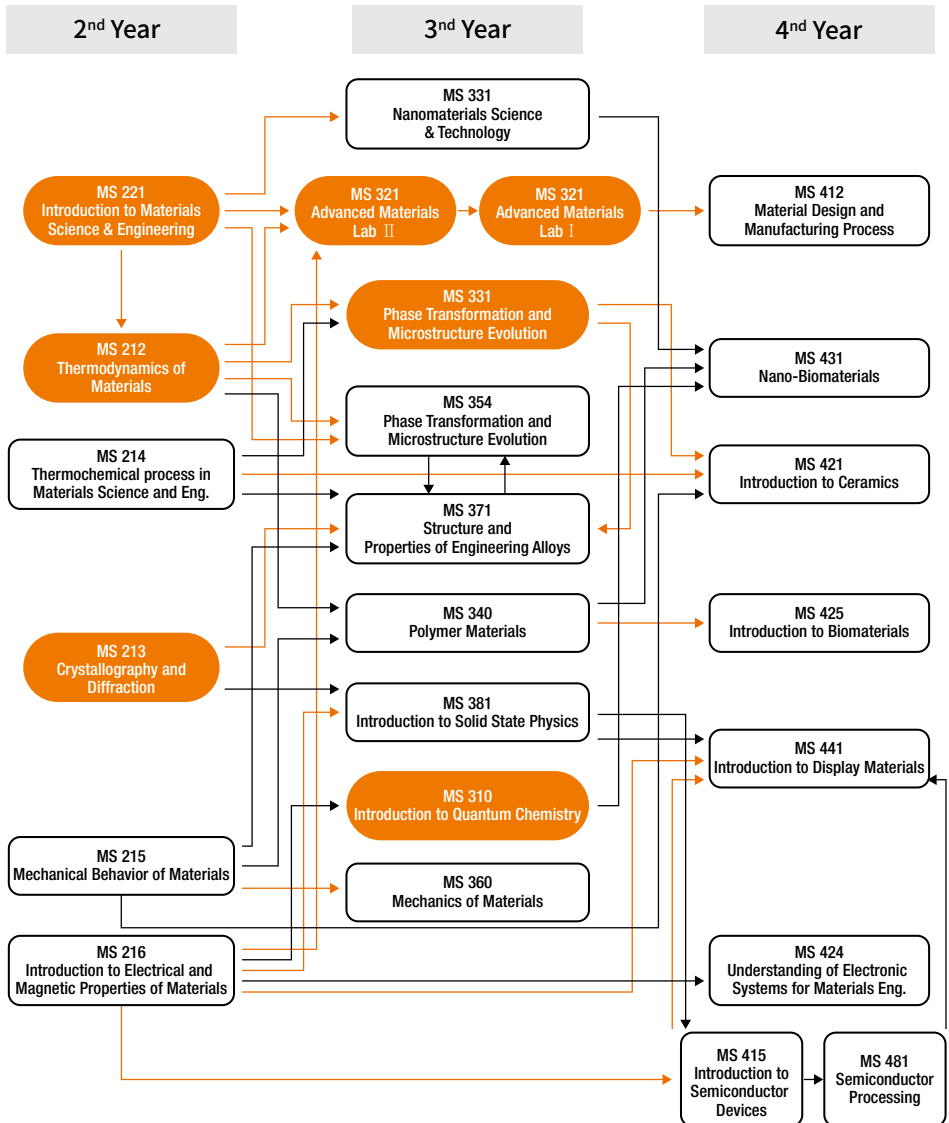 2nd Year
3rd Year
4nd Year
MS 331
Nanomaterials Science
& Technology
MS 221
Introduction to Materials
Science & Engineering
MS 321
Advanced Materials
Lab Ⅱ
MS 321
Advanced Materials
Lab Ⅰ
MS 412
Material Design and
Manufacturing Process
MS 331
Phase Transformation and
Microstructure Evolution
MS 212
Thermodynamics of
Materials
MS 431
Nano-Biomaterials
MS 354
Phase Transformation and
Microstructure Evolution
MS 214
Thermochemical process in
Materials Science and Eng.
MS 421
Introduction to Ceramics
MS 371
Structure and
Properties of Engineering Alloys
MS 340
Polymer Materials
MS 425
Introduction to Biomaterials
MS 213
Crystallography and
Diffraction
MS 381
Introduction to Solid State Physics
MS 441
Introduction to Display Materials
MS 310
Introduction to Quantum Chemistry
MS 215
Mechanical Behavior of Materials
MS 360
Mechanics of Materials
MS 216
Introduction to Electrical and
Magnetic Properties of Materials
MS 424
Understanding of Electronic
Systems for Materials Eng.
MS 415
Introduction to
Semiconductor
Devices
MS 481
Semiconductor
Processing